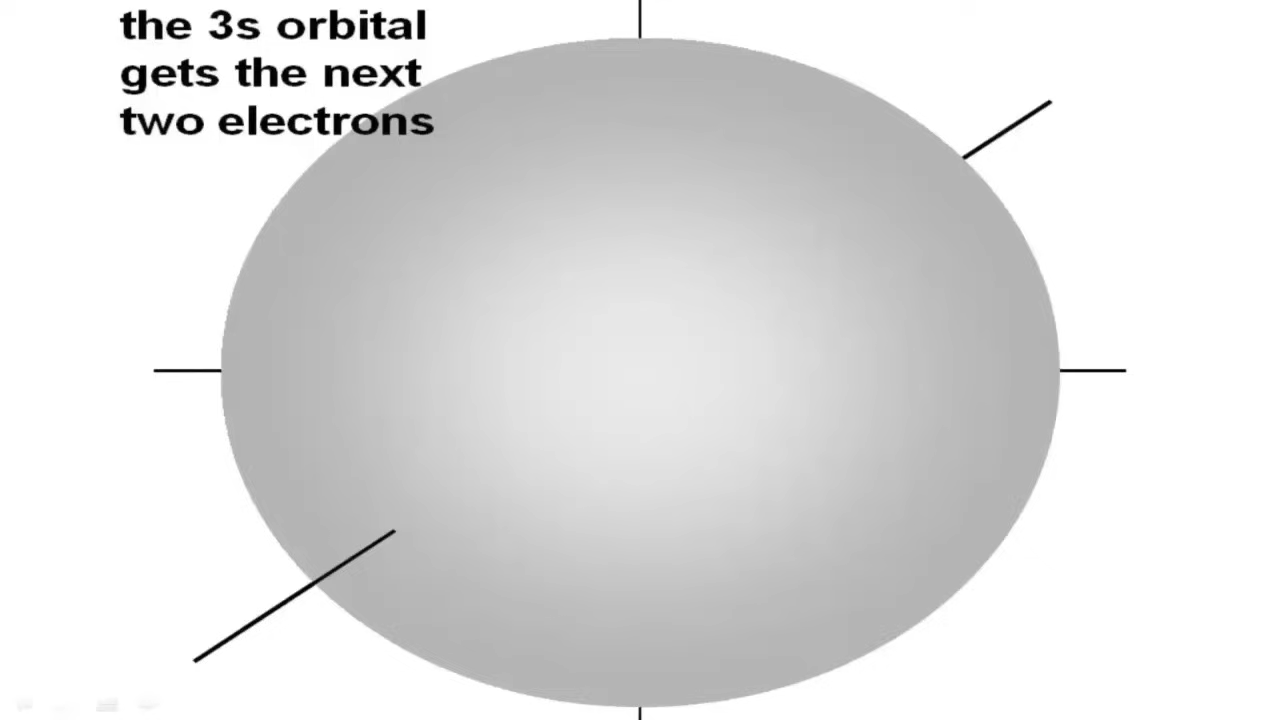 the 3s orbital
gets the next
two electrons